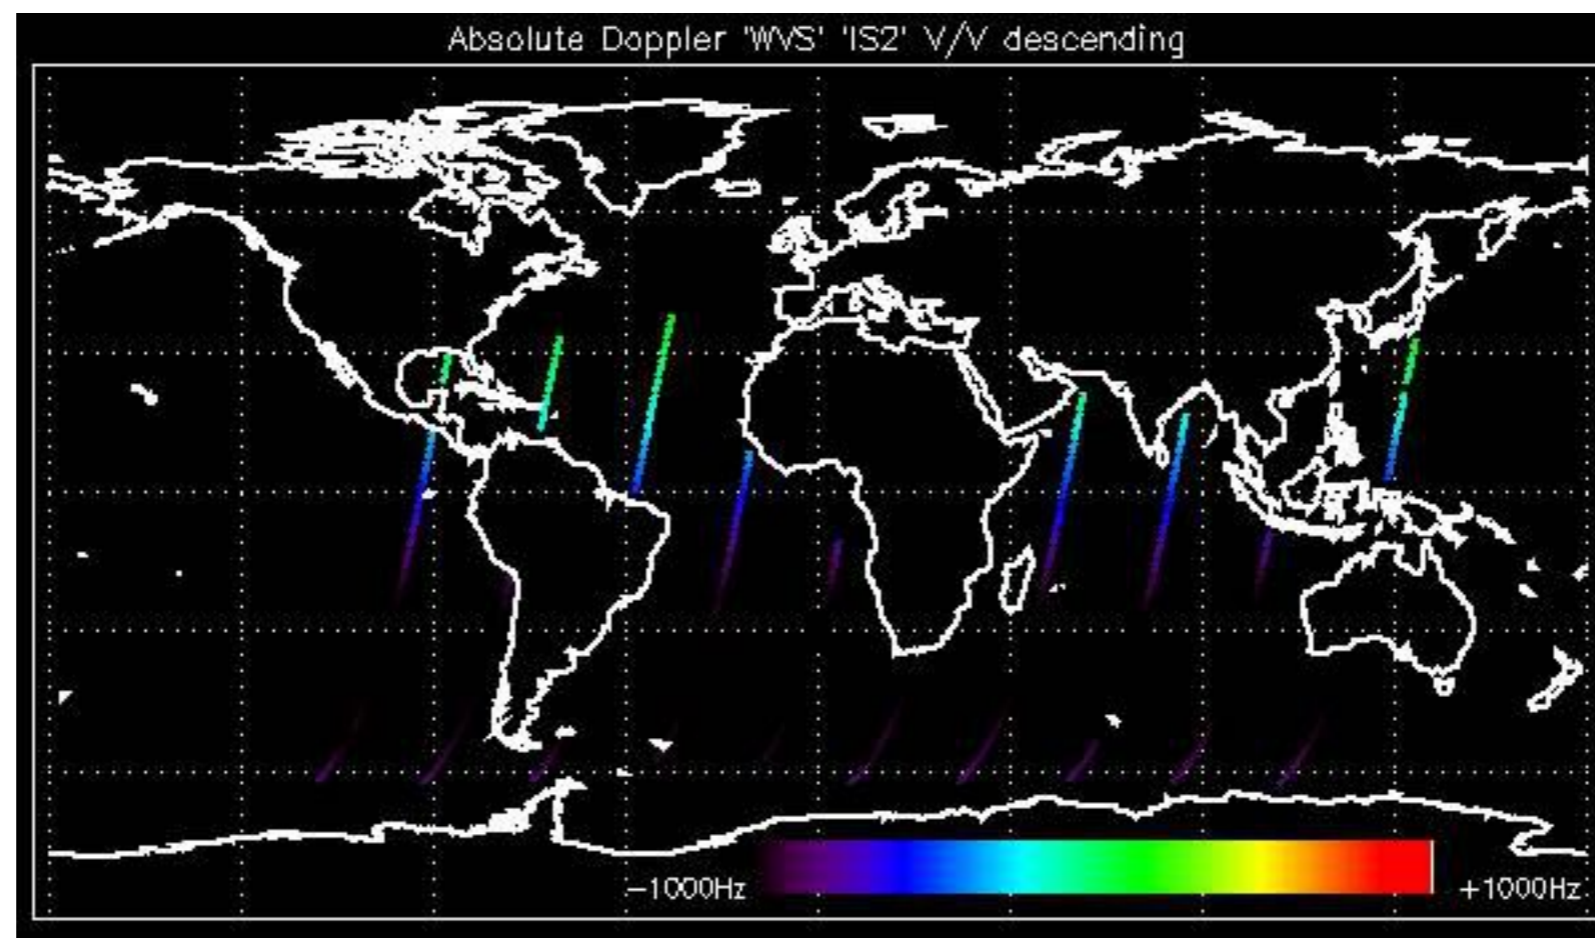 Absolute Doppler 'WVS' 'IS2' V/V descending
−1000Hz
+1000Hz